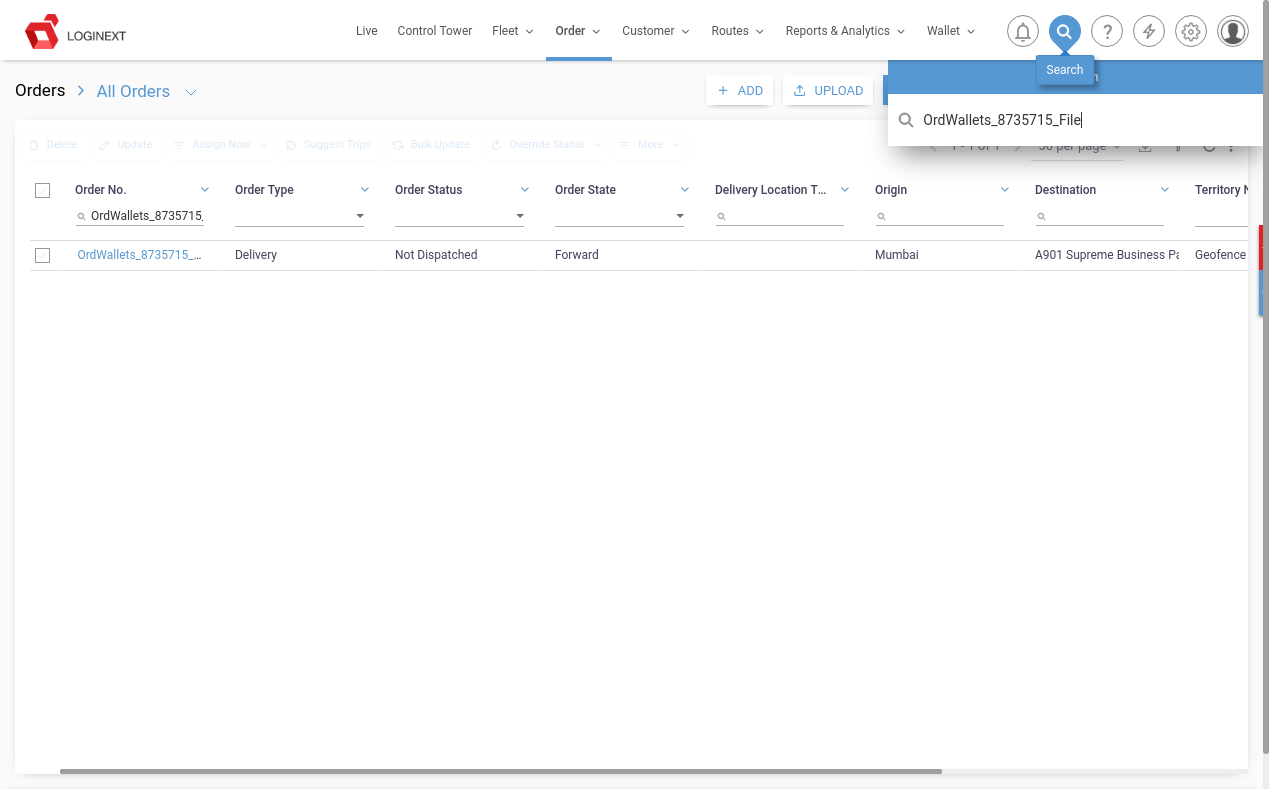 LOGINEXT
Live Control Tower Fleet Order Customer Routes Reports & Analytics Wallet
Search
Orders > All Orders
ADD UPLOAD
OrdWallets_8735715_File
Delete Update Assign Now Suggest Trips Bulk Update Override Status More
1 - 1 of 1 50 per page
Order No. Order Type Order Status Order State Delivery Location T... Origin Destination Territory N
OrdWallets_8735715_
OrdWallets_8735715_... Delivery Not Dispatched Forward Mumbai A901 Supreme Business Pa Geofence